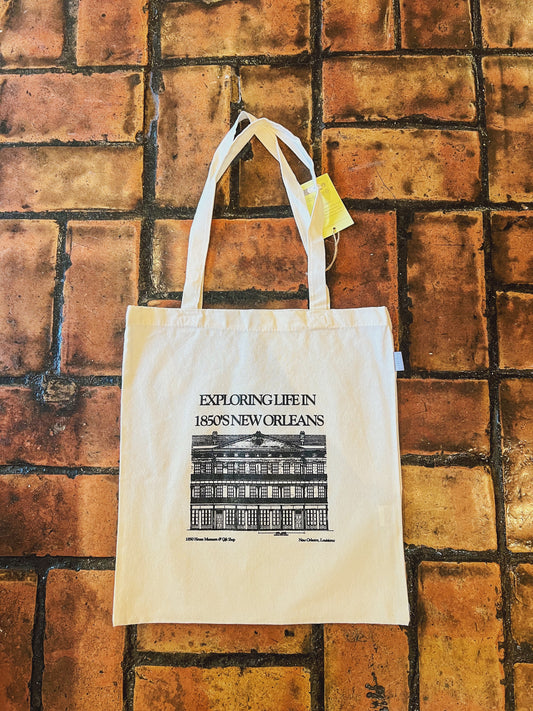 EXPLORING LIFE IN
1850'S NEW ORLEANS
1850 House Museum & Gift Shop
New Orleans, Louisiana